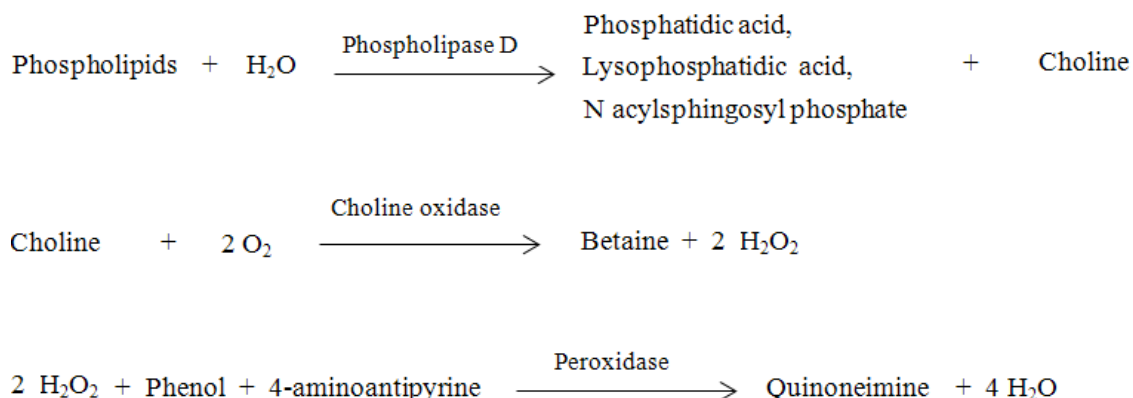 Phospholipids + H₂O Phospholipase D Phosphatidic acid, + Choline
Lysophosphatidic acid,
N acylsphingosyl phosphate
Choline oxidase
Choline + 2 O₂ Betaine + 2 H₂O₂
Peroxidase
2 H₂O₂ + Phenol + 4-aminoantipyrine Quinoneimine + 4 H₂O